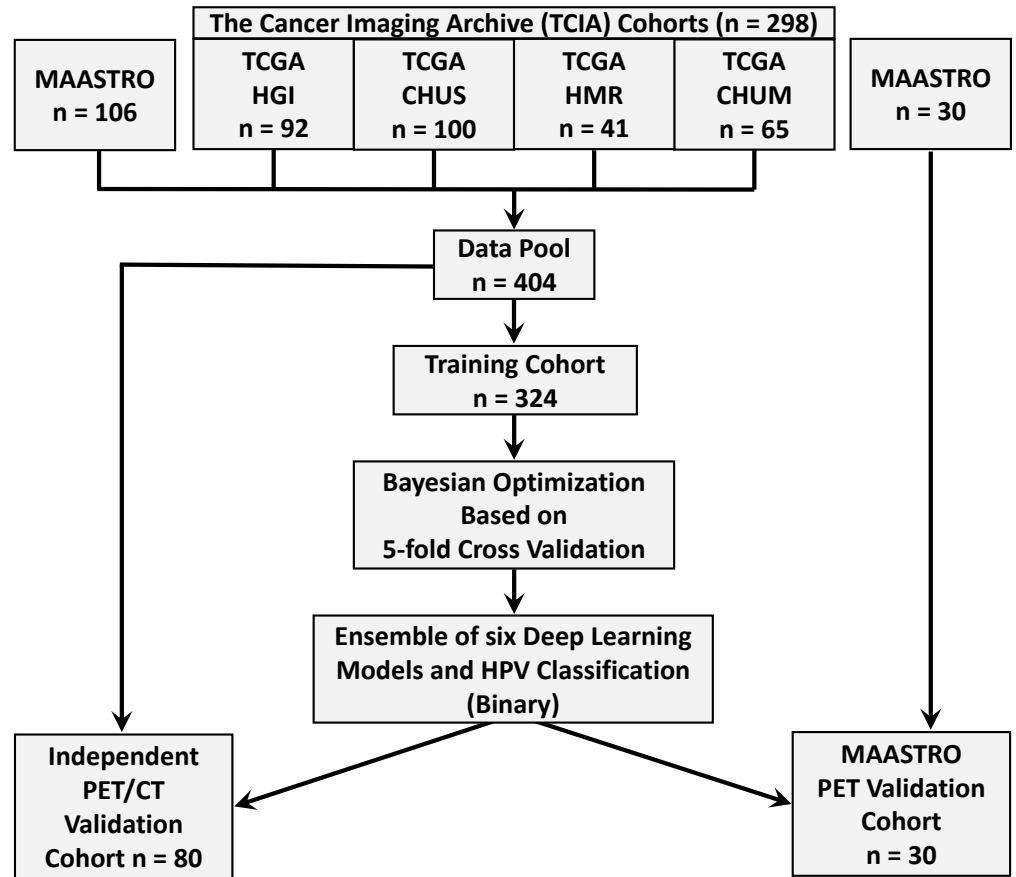 The Cancer Imaging Archive (TCIA) Cohorts (n = 298)
MAASTRO
n = 106
TCGA
HGI
n = 92
TCGA
CHUS
n = 100
TCGA
HMR
n = 41
TCGA
CHUM
n = 65
MAASTRO
n = 30
Data Pool
n = 404
Training Cohort
n = 324
Bayesian Optimization
Based on
5-fold Cross Validation
Ensemble of six Deep Learning
Models and HPV Classification
(Binary)
Independent
PET/CT
Validation
Cohort n = 80
MAASTRO
PET Validation
Cohort
n = 30